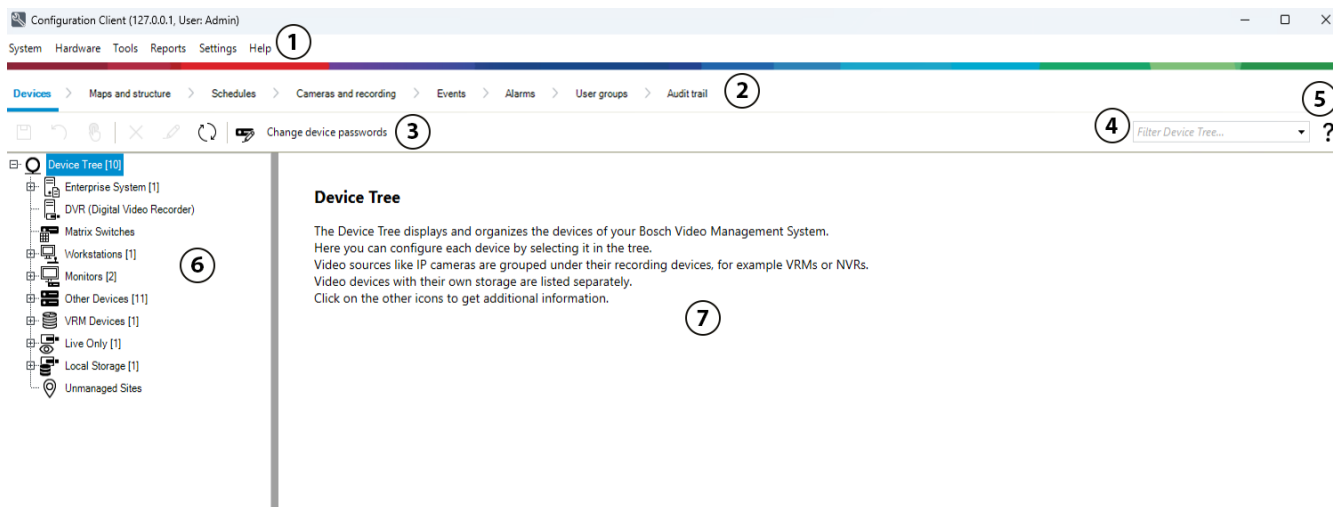 Configuration Client (127.0.0.1, User: Admin)
System Hardware Tools Reports Settings Help 1
Devices > Maps and structure > Schedules > Cameras and recording > Events > Alarms > User groups > Audit trail 2
5
Change device passwords 3
4 Filter Device Tree... ?
Device Tree [10]
Enterprise System [1]
DVR (Digital Video Recorder)
Matrix Switches
Workstations [1]
Monitors [2]
Other Devices [11]
VRM Devices [1]
Live Only [1]
Local Storage [1]
Unmanaged Sites
6
Device Tree
The Device Tree displays and organizes the devices of your Bosch Video Management System.
Here you can configure each device by selecting it in the tree.
Video sources like IP cameras are grouped under their recording devices, for example VRMs or NVRs.
Video devices with their own storage are listed separately.
Click on the other icons to get additional information.
7